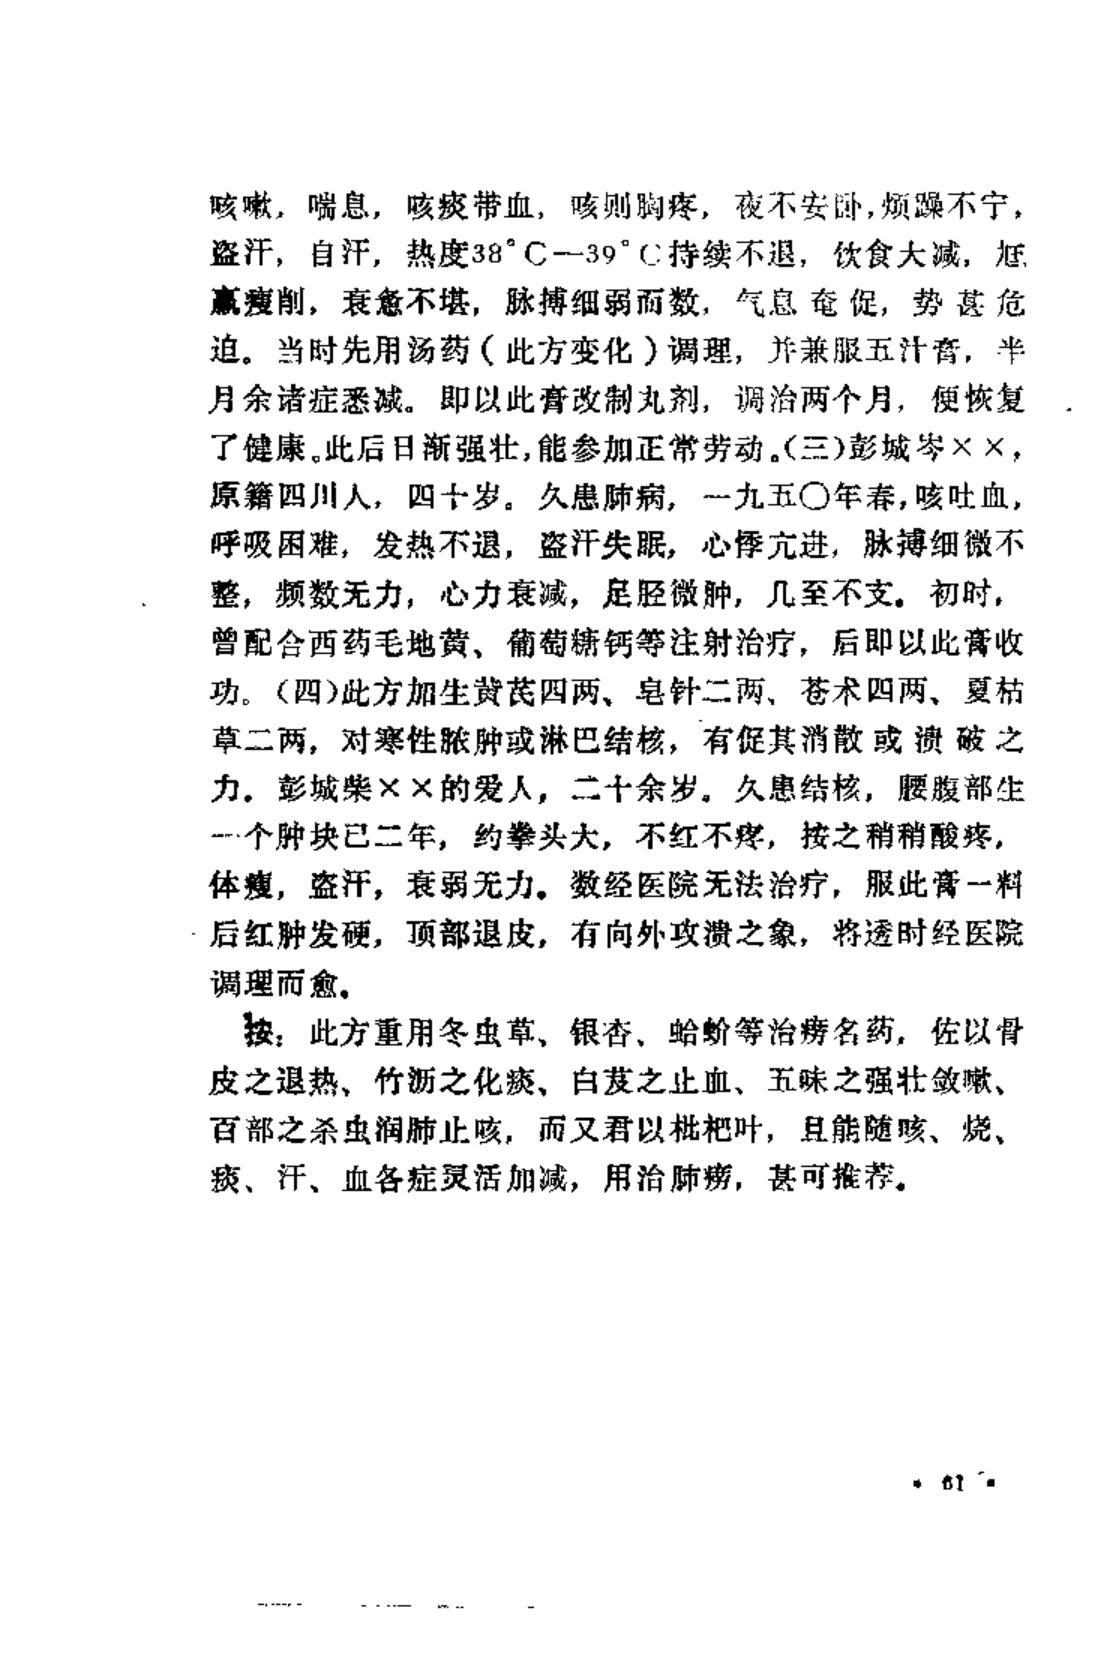 咳嗽，喘息，咳痰带血，咳则胸疼，夜不安卧，烦躁不宁，
盗汗，自汗，热度38°C—39°C持续不退，饮食大减，尪
羸瘦削，衰惫不堪，脉搏细弱而数，气息奄促，势甚危
迫。当时先用汤药（此方变化）调理，并兼服五汁膏，半
月余诸症悉减。即以此膏改制丸剂，调治两个月，便恢复
了健康。此后日渐强壮，能参加正常劳动。（三）彭城岑××，
原籍四川人，四十岁。久患肺病，一九五〇年春，咳吐血，
呼吸困难，发热不退，盗汗失眠，心悸亢进，脉搏细微不
整，频数无力，心力衰减，足胫微肿，几至不支。初时，
曾配合西药毛地黄、葡萄糖钙等注射治疗，后即以此膏收
功。（四）此方加生黄芪四两、皂针二两、苍术四两、夏枯
草二两，对寒性脓肿或淋巴结核，有促其消散或溃破之
力。彭城柴××的爱人，二十余岁。久患结核，腰腹部生
一个肿块已二年，约拳头大，不红不疼，按之稍稍酸疼，
体瘦，盗汗，衰弱无力。数经医院无法治疗，服此膏一料
后红肿发硬，顶部退皮，有向外攻溃之象，将透时经医院
调理而愈。
按：此方重用冬虫草、银杏、蛤蚧等治痨名药，佐以骨
皮之退热、竹沥之化痰、白芨之止血、五味之强壮敛嗽、
百部之杀虫润肺止咳，而又君以枇杷叶，且能随咳、烧、
痰、汗、血各症灵活加减，用治肺痨，甚可推荐。
• 61 •